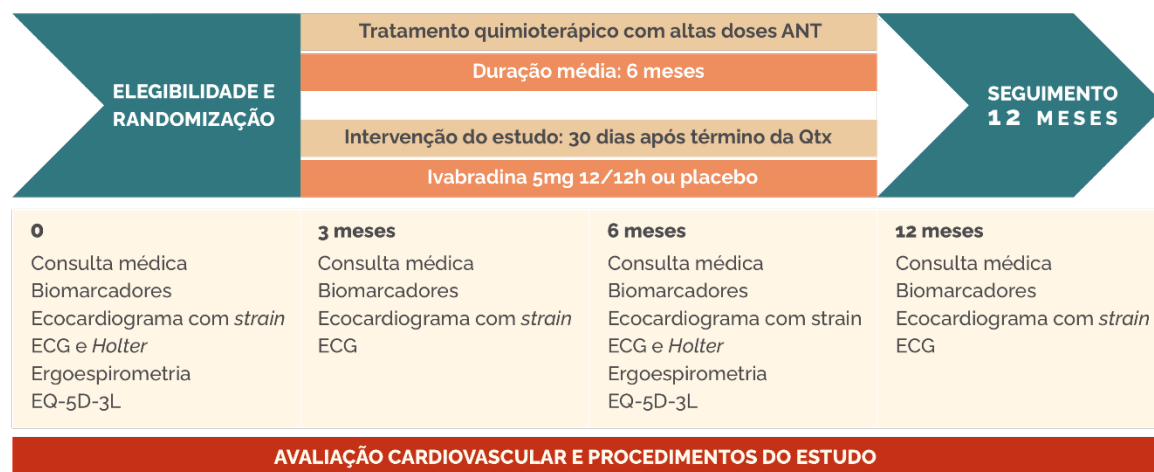 ELEGIBILIDADE E
RANDOMIZAÇÃO
Tratamento quimioterápico com altas doses ANT
Duração média: 6 meses
Intervenção do estudo: 30 dias após término da Qtx
Ivabradina 5mg 12/12h ou placebo
SEGUIMENTO
12 MESES
0
Consulta médica
Biomarcadores
Ecocardiograma com strain
ECG e Holter
Ergoespirometria
EQ-5D-3L
3 meses
Consulta médica
Biomarcadores
Ecocardiograma com strain
ECG
6 meses
Consulta médica
Biomarcadores
Ecocardiograma com strain
ECG e Holter
Ergoespirometria
EQ-5D-3L
12 meses
Consulta médica
Biomarcadores
Ecocardiograma com strain
ECG
AVALIAÇÃO CARDIOVASCULAR E PROCEDIMENTOS DO ESTUDO